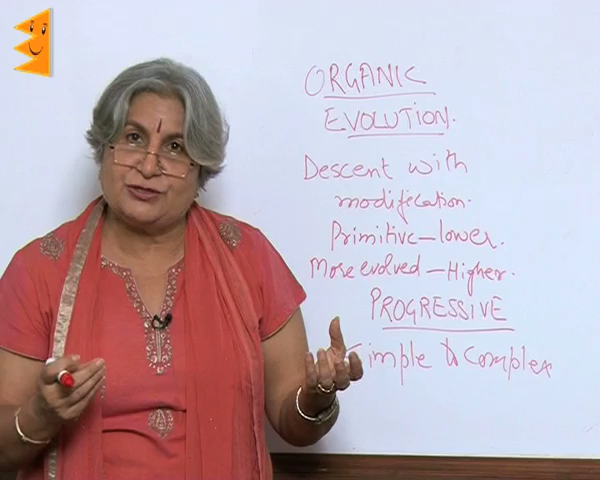 ORGANIC
EVOLUTION.
Descent with
modification.
Primitive – lower.
More evolved – Higher.
PROGRESSIVE
Simple to Complex